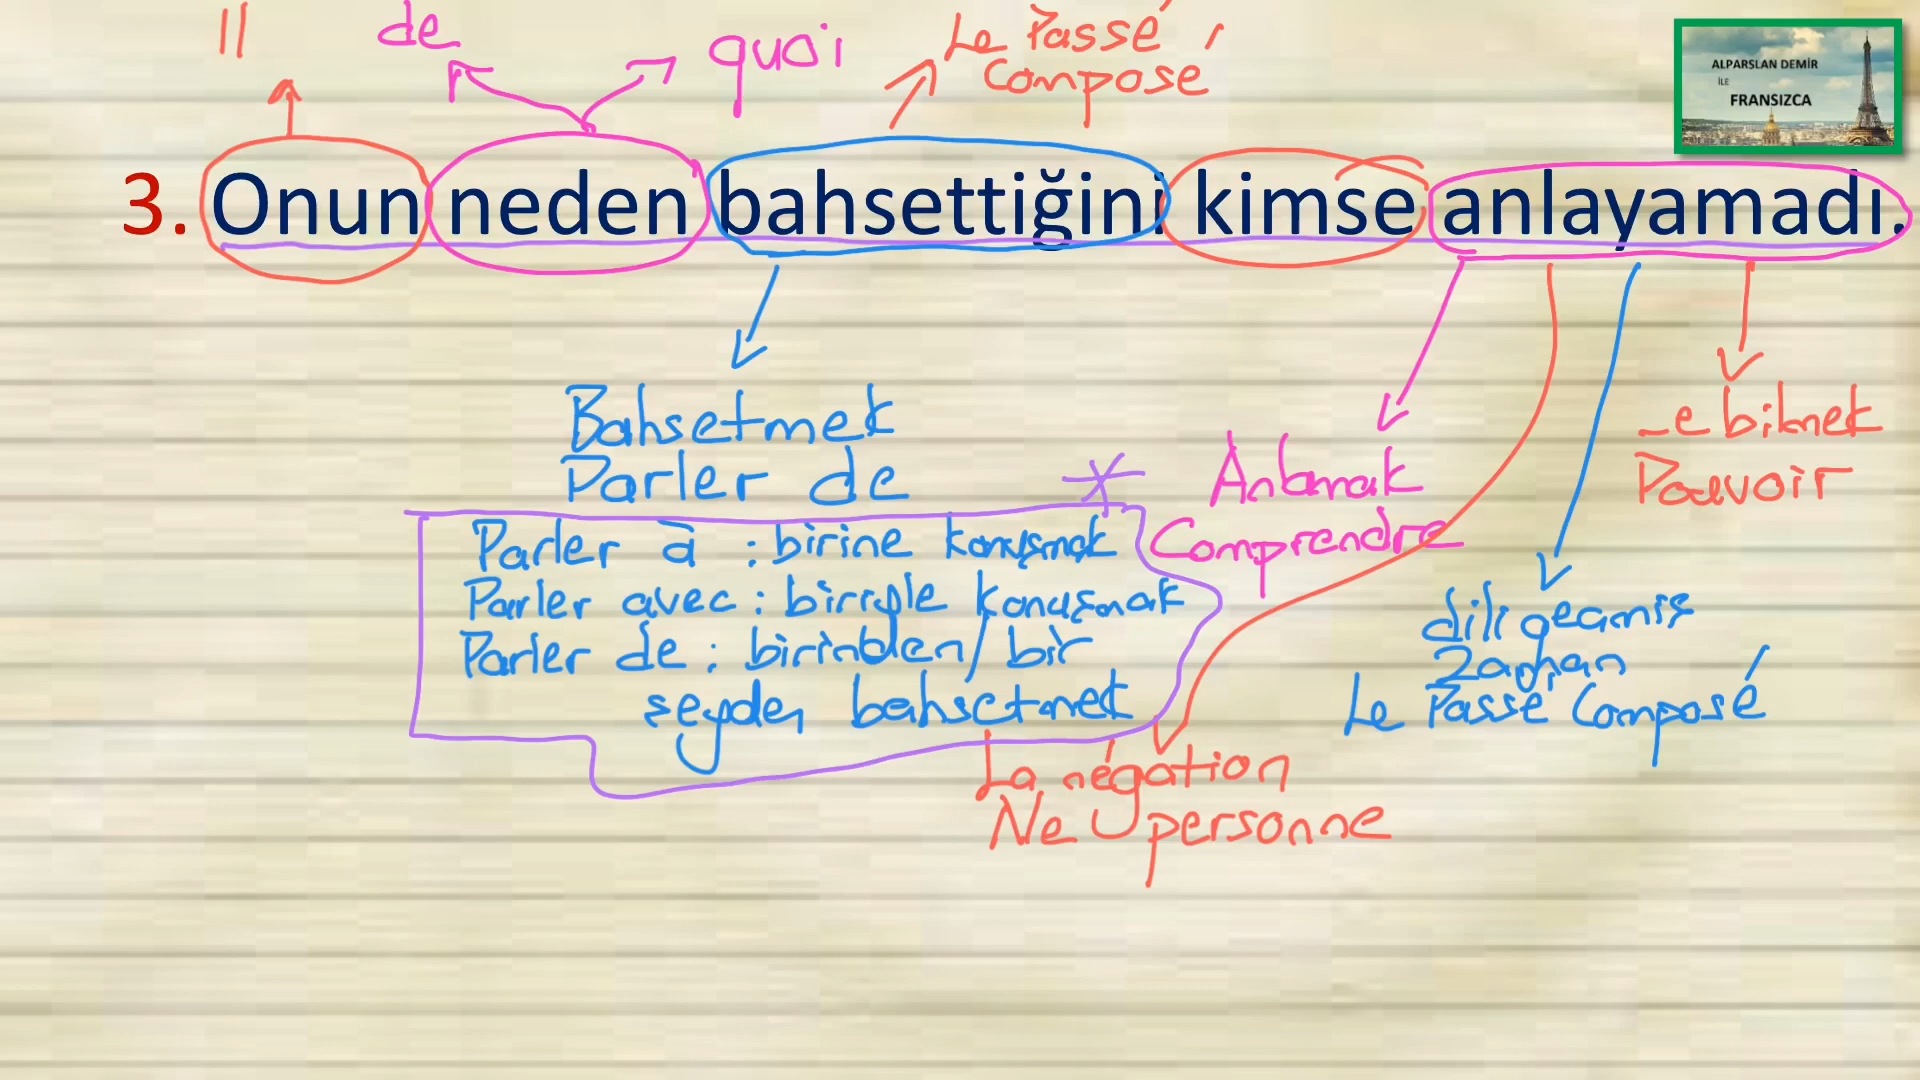 Il de quoi Le Passé
Composé
ALPARSLAN DEMİR
İLE
FRANSIZCA
3. Onun neden bahsettiğini kimse anlayamadı.
Bahsetmek
Parler de
Parler à : birine konuşmak
Parler avec : biriyle konuşmak
Parler de : birinden / bir
şeyden bahsetmek
Anlamak
Comprendre
-e bilmek
Pouvoir
dili geçmiş
Zaman
Le Passé Composé
La négation
Ne personne